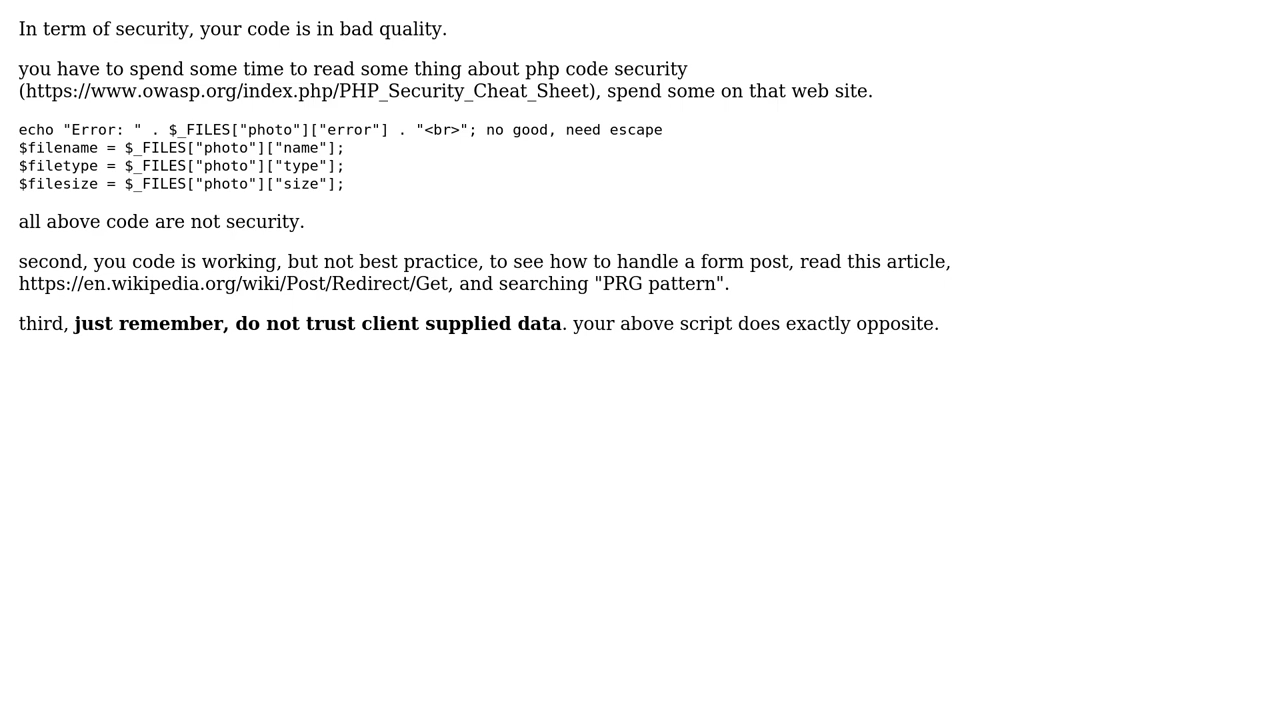 In term of security, your code is in bad quality.
you have to spend some time to read some thing about php code security
(https://www.owasp.org/index.php/PHP_Security_Cheat_Sheet), spend some on that web site.
echo "Error: " . $_FILES["photo"]["error"] . "<br>"; no good, need escape
$filename = $_FILES["photo"]["name"];
$filetype = $_FILES["photo"]["type"];
$filesize = $_FILES["photo"]["size"];
all above code are not security.
second, you code is working, but not best practice, to see how to handle a form post, read this article,
https://en.wikipedia.org/wiki/Post/Redirect/Get, and searching "PRG pattern".
third, just remember, do not trust client supplied data. your above script does exactly opposite.